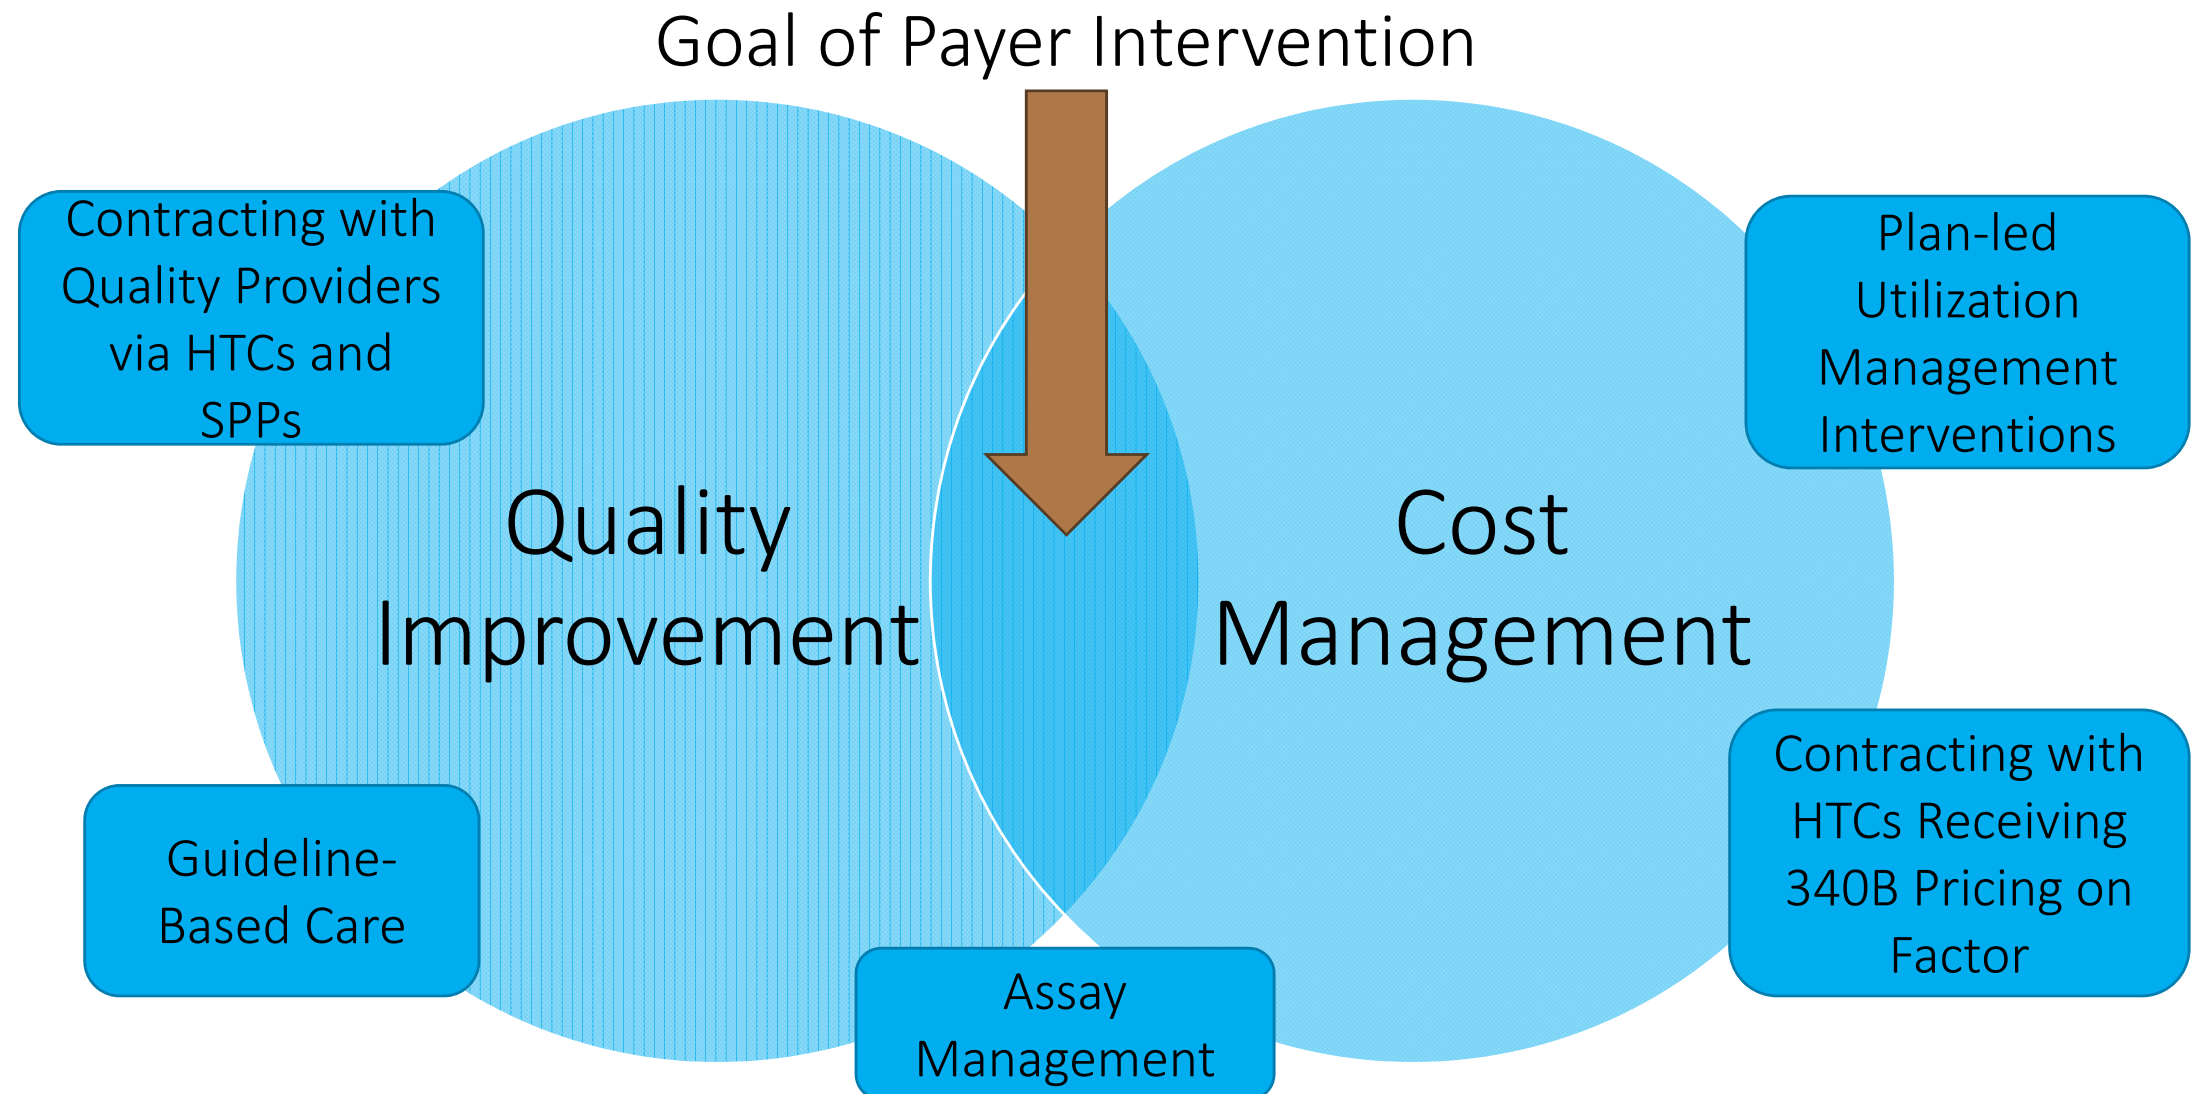 Goal of Payer Intervention
Contracting with
Quality Providers
via HTCs and
SPPs
Plan-led
Utilization
Management
Interventions
Quality
Improvement
Cost
Management
Guideline-
Based Care
Contracting with
HTCs Receiving
340B Pricing on
Factor
Assay
Management